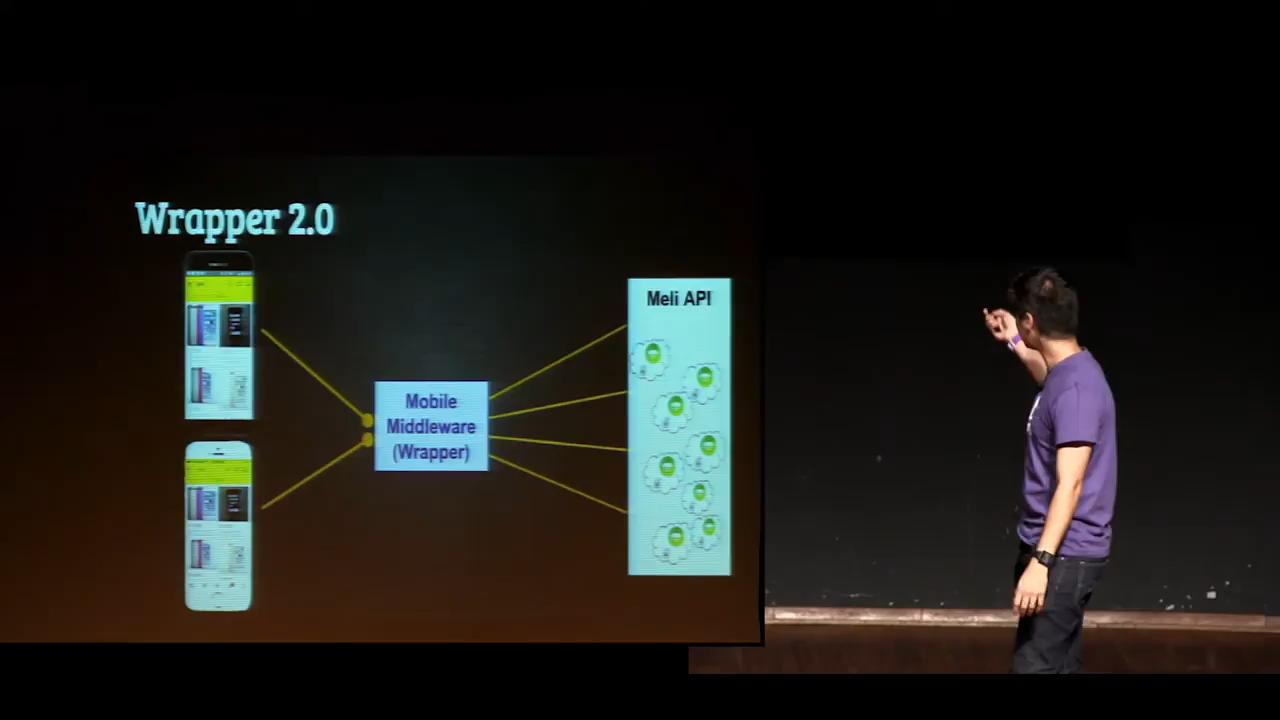 Wrapper 2.0
Meli API
Mobile
Middleware
(Wrapper)